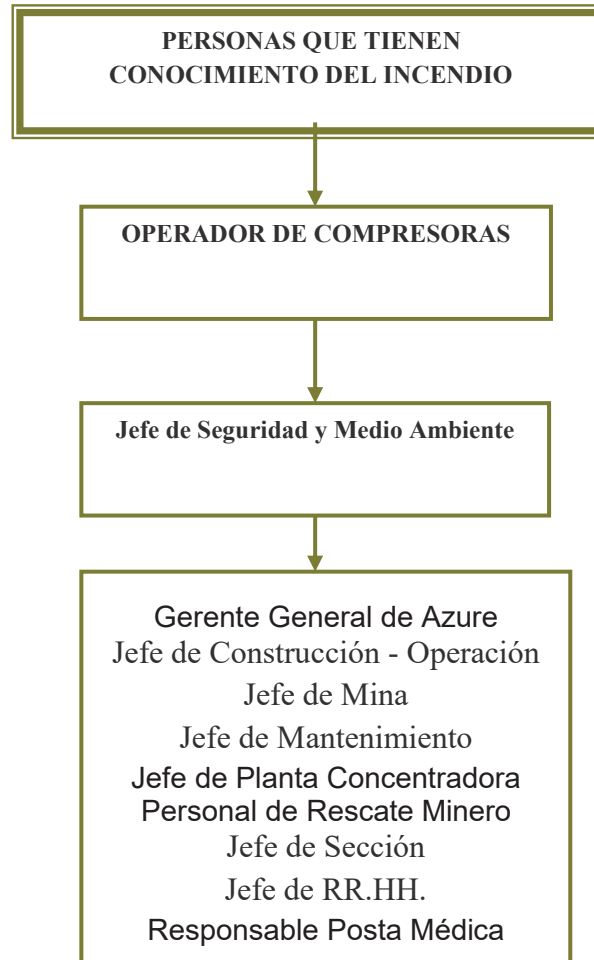 PERSONAS QUE TIENEN
CONOCIMIENTO DEL INCENDIO
OPERADOR DE COMPRESORAS
Jefe de Seguridad y Medio Ambiente
Gerente General de Azure
Jefe de Construcción - Operación
Jefe de Mina
Jefe de Mantenimiento
Jefe de Planta Concentradora
Personal de Rescate Minero
Jefe de Sección
Jefe de RR.HH.
Responsable Posta Médica